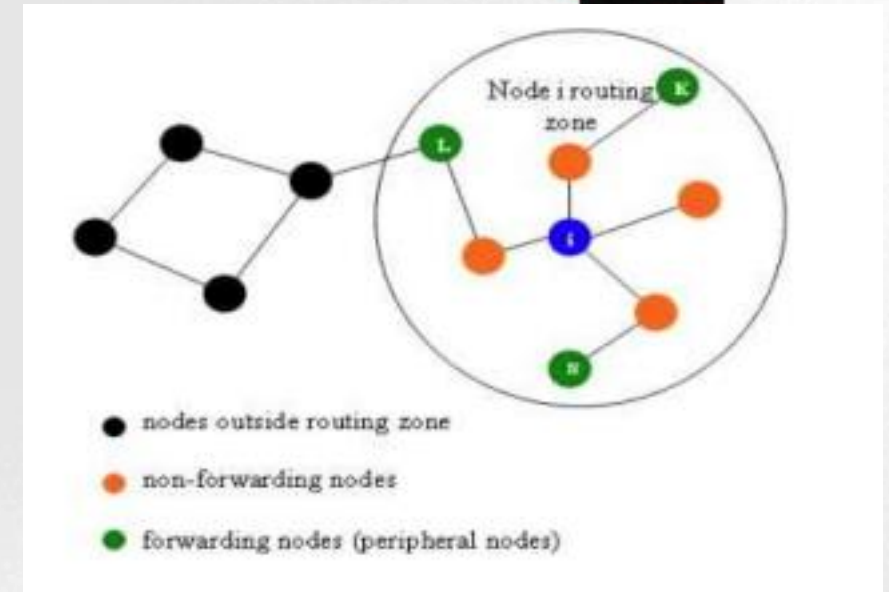 Node i routing
zone
K
L
i
N
nodes outside routing zone
non-forwarding nodes
forwarding nodes (peripheral nodes)